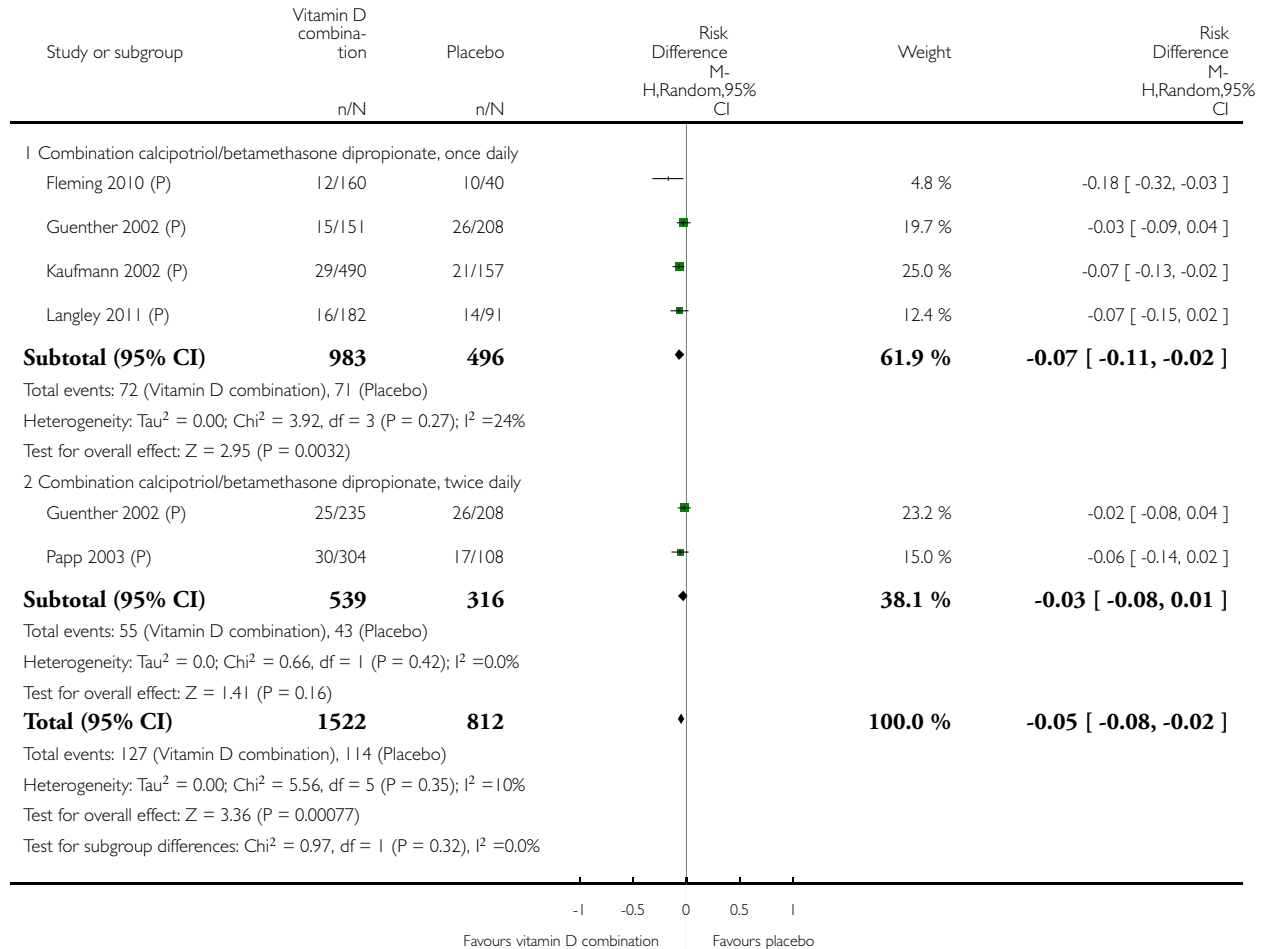 Study or subgroup Vitamin D combina- tion Placebo Risk Difference M- H,Random,95% CI Weight Risk Difference M- H,Random,95% CI
n/N n/N
1 Combination calcipotriol/betamethasone dipropionate, once daily
Fleming 2010 (P) 12/160 10/40 4.8 % -0.18 [ -0.32, -0.03 ]
Guenther 2002 (P) 15/151 26/208 19.7 % -0.03 [ -0.09, 0.04 ]
Kaufmann 2002 (P) 29/490 21/157 25.0 % -0.07 [ -0.13, -0.02 ]
Langley 2011 (P) 16/182 14/91 12.4 % -0.07 [ -0.15, 0.02 ]
Subtotal (95% CI) 983 496 61.9 % -0.07 [ -0.11, -0.02 ]
Total events: 72 (Vitamin D combination), 71 (Placebo)
Heterogeneity: Tau² = 0.00; Chi² = 3.92, df = 3 (P = 0.27); I² =24%
Test for overall effect: Z = 2.95 (P = 0.0032)
2 Combination calcipotriol/betamethasone dipropionate, twice daily
Guenther 2002 (P) 25/235 26/208 23.2 % -0.02 [ -0.08, 0.04 ]
Papp 2003 (P) 30/304 17/108 15.0 % -0.06 [ -0.14, 0.02 ]
Subtotal (95% CI) 539 316 38.1 % -0.03 [ -0.08, 0.01 ]
Total events: 55 (Vitamin D combination), 43 (Placebo)
Heterogeneity: Tau² = 0.0; Chi² = 0.66, df = 1 (P = 0.42); I² =0.0%
Test for overall effect: Z = 1.41 (P = 0.16)
Total (95% CI) 1522 812 100.0 % -0.05 [ -0.08, -0.02 ]
Total events: 127 (Vitamin D combination), 114 (Placebo)
Heterogeneity: Tau² = 0.00; Chi² = 5.56, df = 5 (P = 0.35); I² =10%
Test for overall effect: Z = 3.36 (P = 0.00077)
Test for subgroup differences: Chi² = 0.97, df = 1 (P = 0.32), I² =0.0%
-1 -0.5 0 0.5 1
Favours vitamin D combination Favours placebo